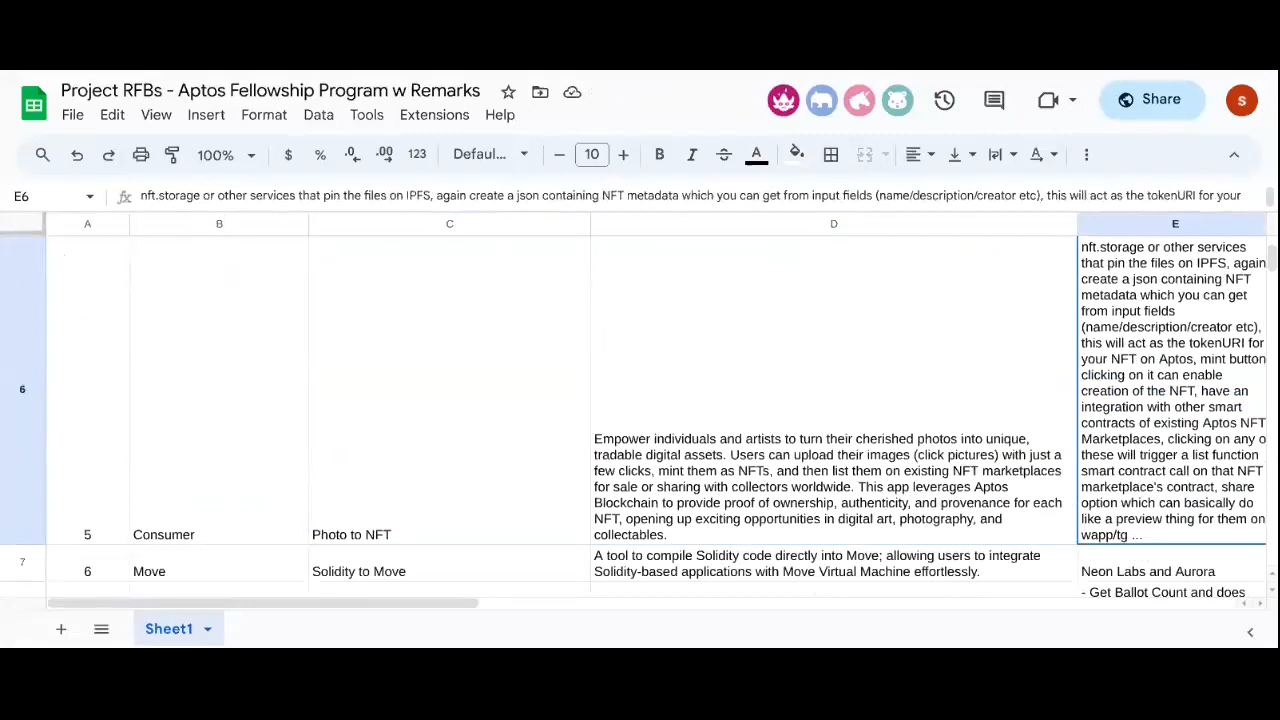 Project RFBs - Aptos Fellowship Program w Remarks
Share
S
File Edit View Insert Format Data Tools Extensions Help
100% $ % .0 .00 123 Defaul... − 10 + B I A
E6
fx nft.storage or other services that pin the files on IPFS, again create a json containing NFT metadata which you can get from input fields (name/description/creator etc), this will act as the tokenURI for your
A B C D E
6
5
Consumer
Photo to NFT
Empower individuals and artists to turn their cherished photos into unique,
tradable digital assets. Users can upload their images (click pictures) with just a
few clicks, mint them as NFTs, and then list them on existing NFT marketplaces
for sale or sharing with collectors worldwide. This app leverages Aptos
Blockchain to provide proof of ownership, authenticity, and provenance for each
NFT, opening up exciting opportunities in digital art, photography, and
collectables.
nft.storage or other services
that pin the files on IPFS, again
create a json containing NFT
metadata which you can get
from input fields
(name/description/creator etc),
this will act as the tokenURI for
your NFT on Aptos, mint button
clicking on it can enable
creation of the NFT, have an
integration with other smart
contracts of existing Aptos NFT
Marketplaces, clicking on any o
these will trigger a list function
smart contract call on that NFT
marketplace's contract, share
option which can basically do
like a preview thing for them on
wapp/tg ...
7
6
Move
Solidity to Move
A tool to compile Solidity code directly into Move; allowing users to integrate
Solidity-based applications with Move Virtual Machine effortlessly.
Neon Labs and Aurora
- Get Ballot Count and does
Sheet1